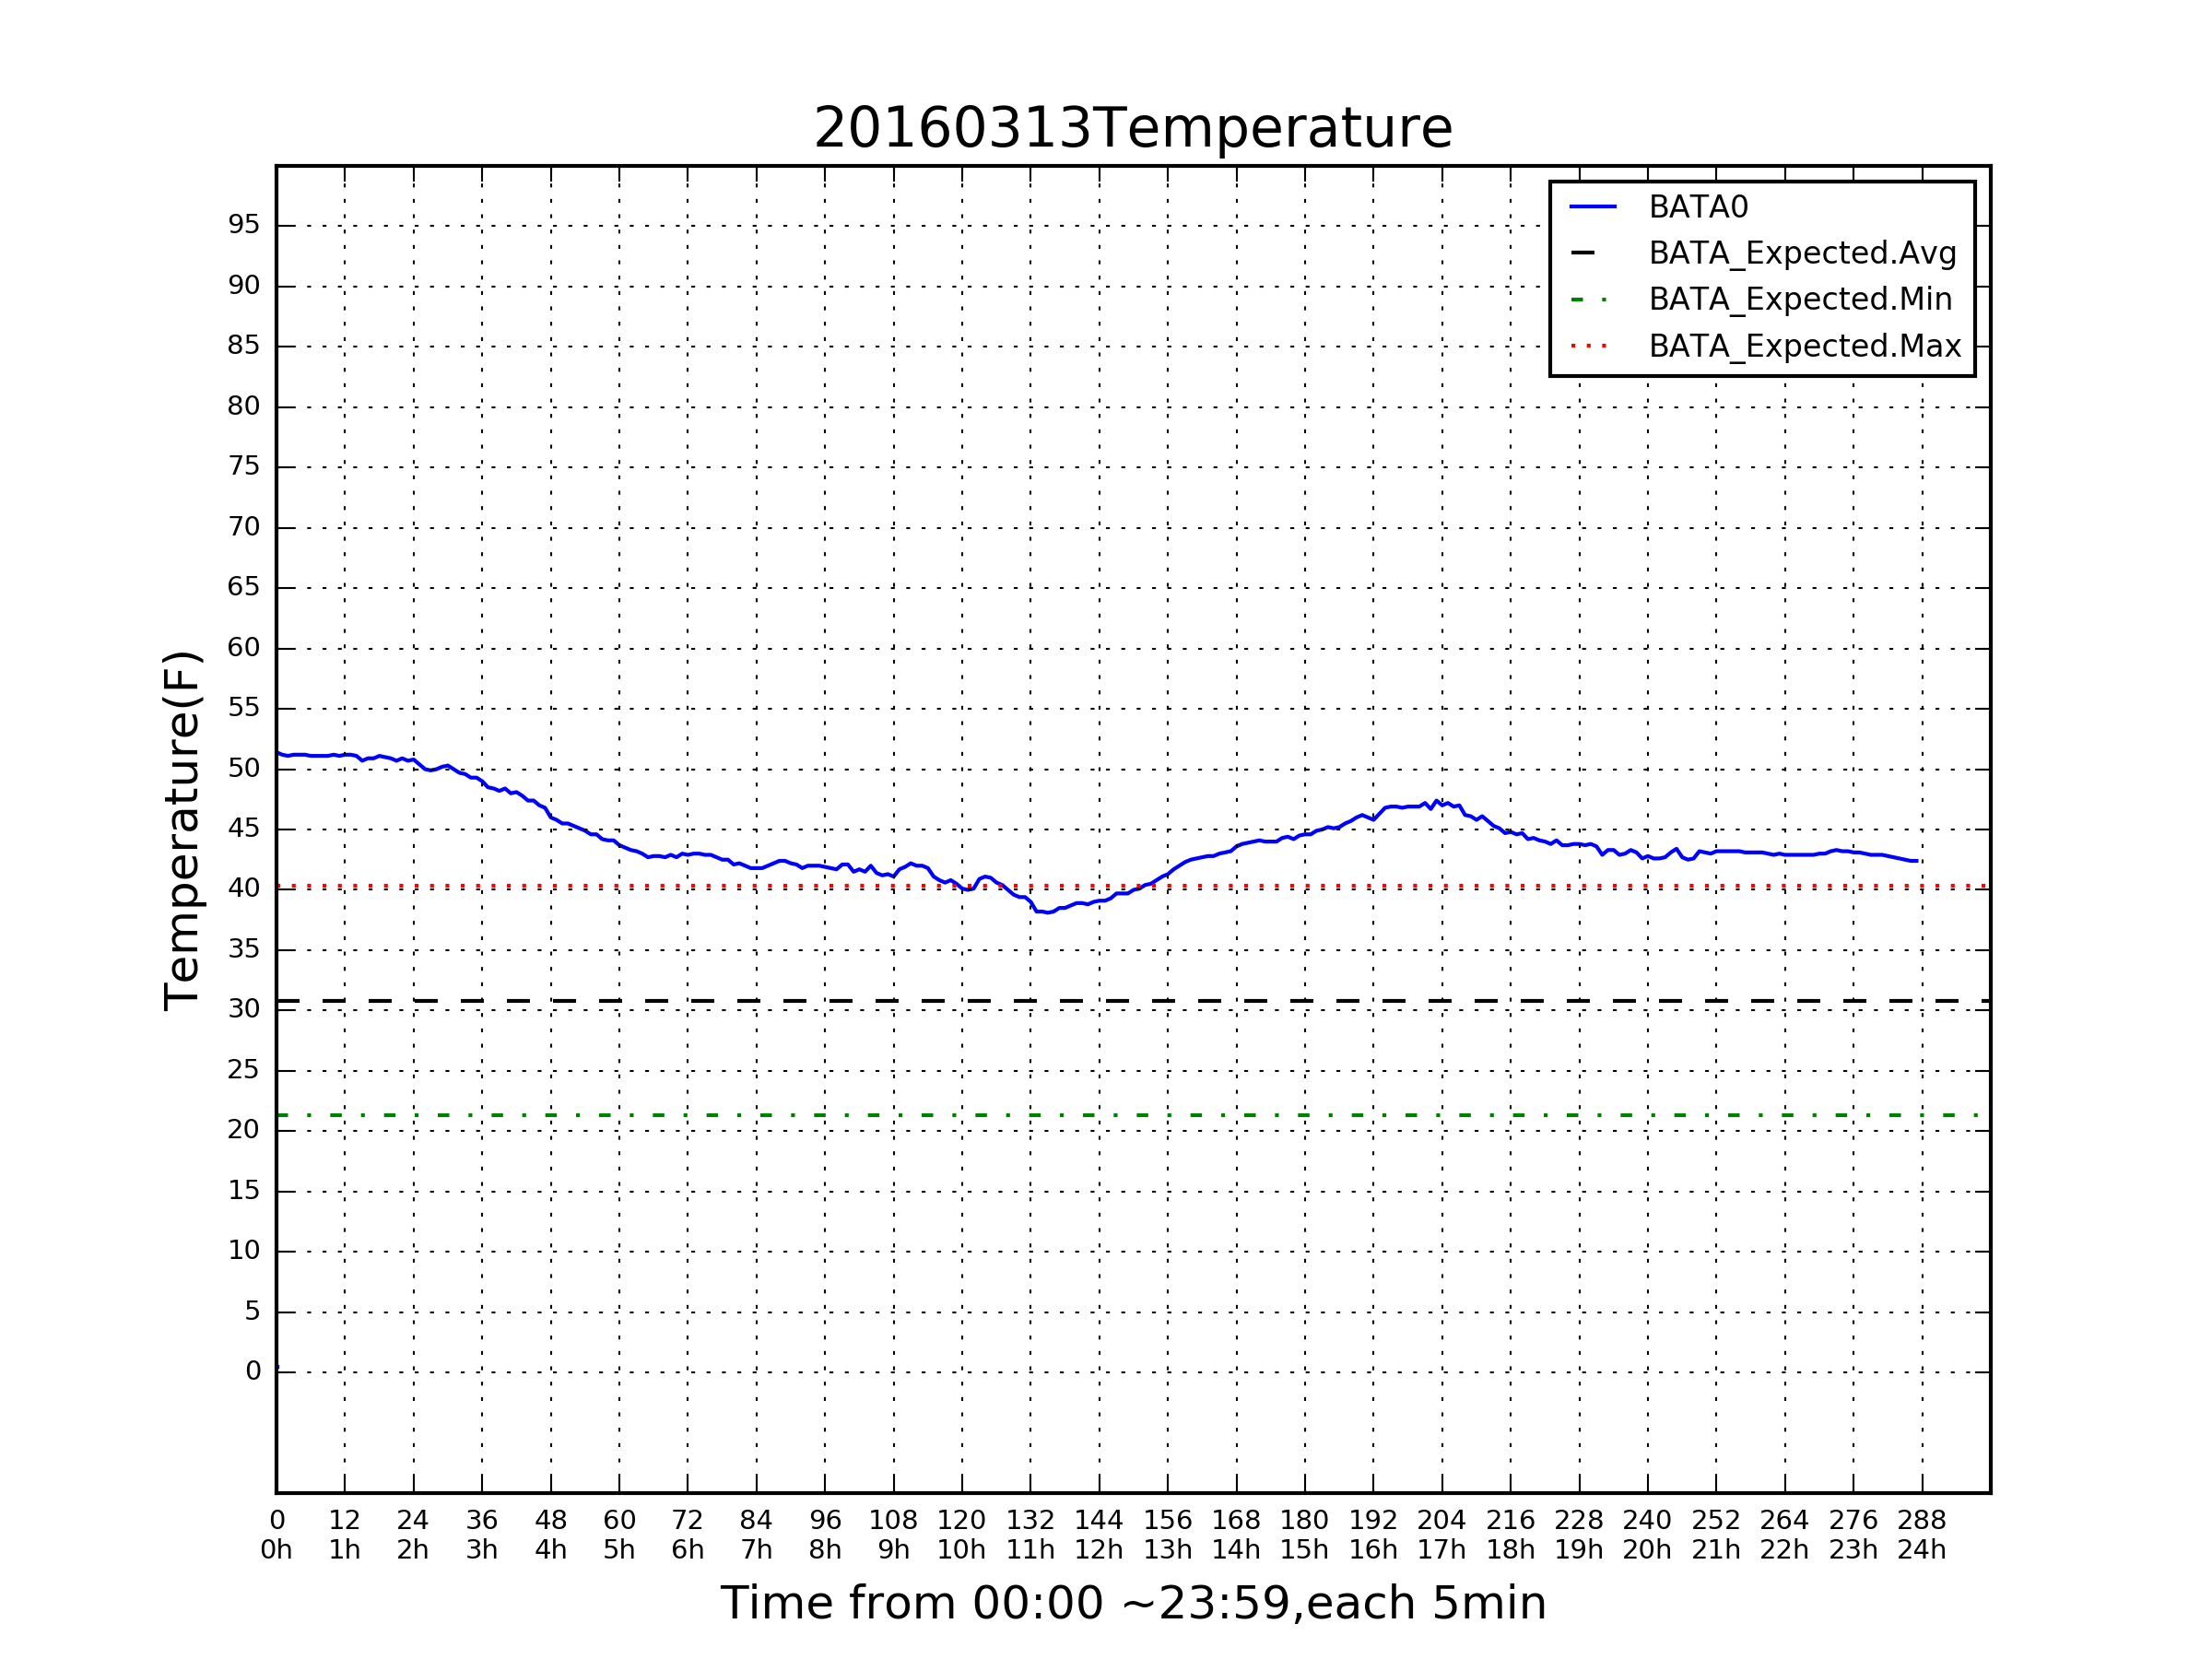 20160313Temperature
BATA0
BATA_Expected.Avg
BATA_Expected.Min
BATA_Expected.Max
95
90
85
80
75
70
65
60
55
50
45
40
35
30
25
20
15
10
5
0
Temperature(F)
0 12 24 36 48 60 72 84 96 108 120 132 144 156 168 180 192 204 216 228 240 252 264 276 288
0h 1h 2h 3h 4h 5h 6h 7h 8h 9h 10h 11h 12h 13h 14h 15h 16h 17h 18h 19h 20h 21h 22h 23h 24h
Time from 00:00 ~23:59,each 5min